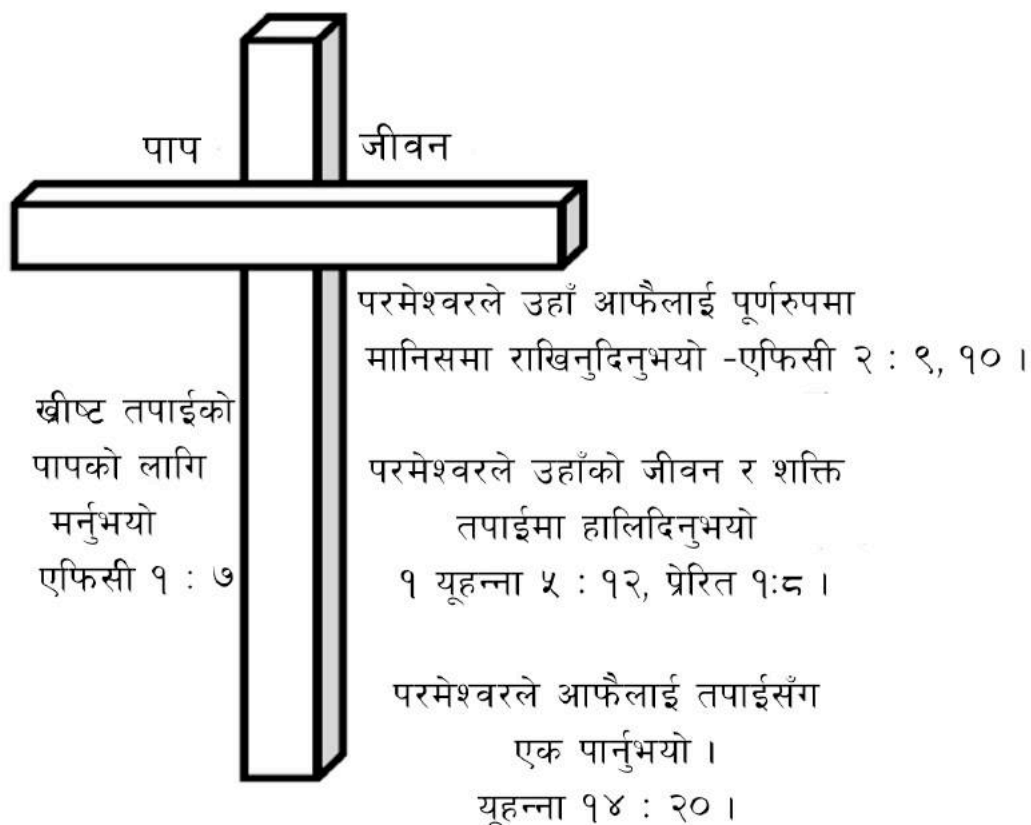 पाप
जीवन
परमेश्वरले उहाँ आफैलाई पूर्णरुपमा
मानिसमा राखिनुदिनुभयो -एफिसी २ : ९, १० ।
ख्रीष्ट तपाईको
पापको लागि
मर्नुभयो
एफिसी १ : ७
परमेश्वरले उहाँको जीवन र शक्ति
तपाईमा हालिदिनुभयो
१ यूहन्ना ५ : १२, प्रेरित १:८ ।
परमेश्वरले आफैलाई तपाईसँग
एक पार्नुभयो ।
यूहन्ना १४ : २० ।